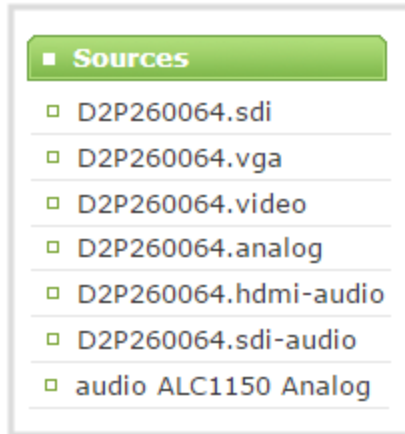 Sources
D2P260064.sdi
D2P260064.vga
D2P260064.video
D2P260064.analog
D2P260064.hdmi-audio
D2P260064.sdi-audio
audio ALC1150 Analog